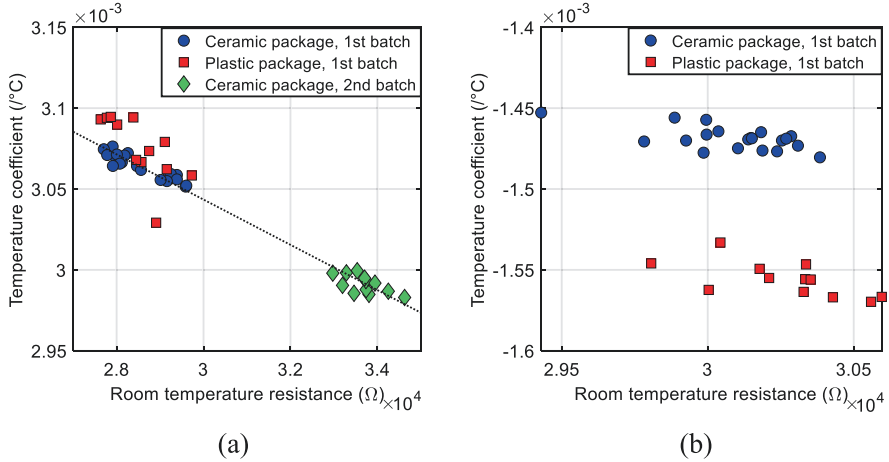 ×10⁻³
3.15
3.1
3.05
3
2.95
Temperature coefficient (/°C)
Ceramic package, 1st batch
Plastic package, 1st batch
Ceramic package, 2nd batch
2.8
3
3.2
3.4
Room temperature resistance (Ω)
×10⁴
(a)
×10⁻³
-1.4
-1.45
-1.5
-1.55
-1.6
Temperature coefficient (/°C)
Ceramic package, 1st batch
Plastic package, 1st batch
2.95
3
3.05
Room temperature resistance (Ω)
×10⁴
(b)